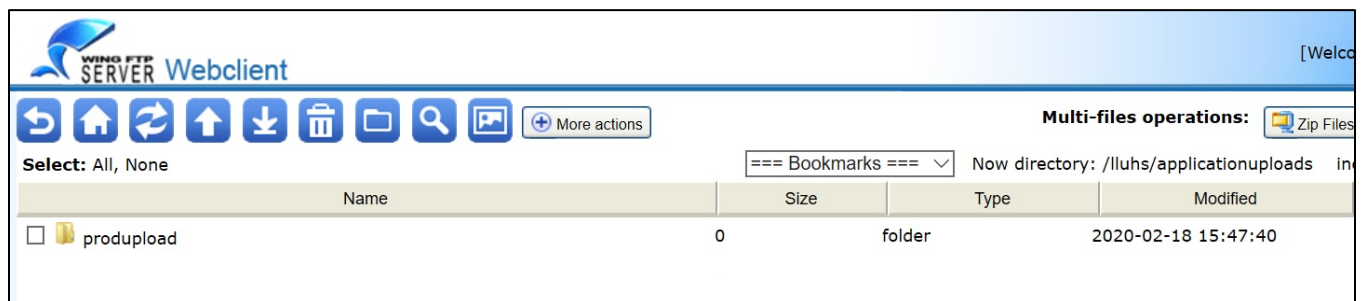 WING FTP
SERVER Webclient
[Welco
More actions
Multi-files operations: Zip Files
Select: All, None
=== Bookmarks === Now directory: /lluhs/applicationuploads in
Name Size Type Modified
produpload 0 folder 2020-02-18 15:47:40